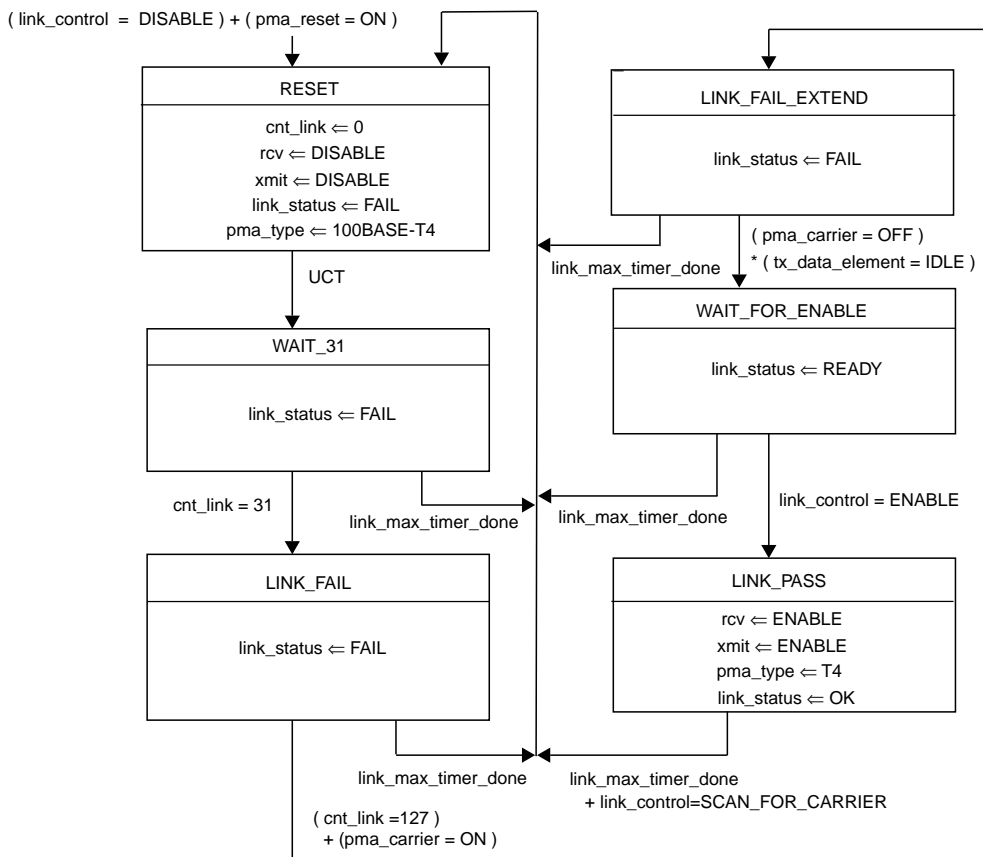 ( link_control = DISABLE ) + ( pma_reset = ON )
RESET
cnt_link ⇐ 0
rcv ⇐ DISABLE
xmit ⇐ DISABLE
link_status ⇐ FAIL
pma_type ⇐ 100BASE-T4
UCT
WAIT_31
link_status ⇐ FAIL
cnt_link = 31
link_max_timer_done
LINK_FAIL
link_status ⇐ FAIL
link_max_timer_done
( cnt_link =127 )
+ (pma_carrier = ON )
LINK_FAIL_EXTEND
link_status ⇐ FAIL
link_max_timer_done
( pma_carrier = OFF )
* ( tx_data_element = IDLE )
WAIT_FOR_ENABLE
link_status ⇐ READY
link_max_timer_done
link_control = ENABLE
LINK_PASS
rcv ⇐ ENABLE
xmit ⇐ ENABLE
pma_type ⇐ T4
link_status ⇐ OK
link_max_timer_done
+ link_control=SCAN_FOR_CARRIER